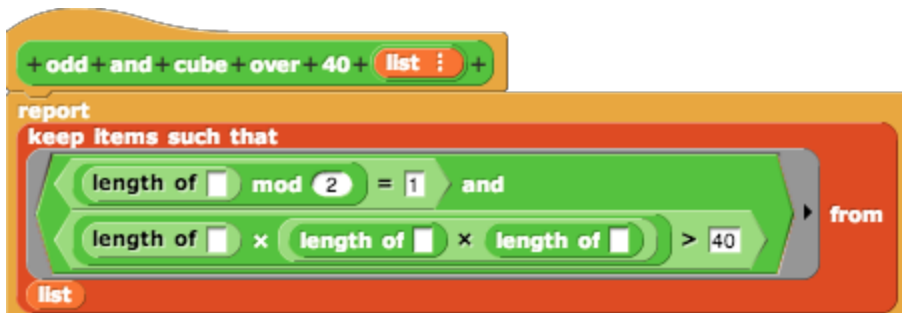 + odd + and + cube + over + 40 + list ⋮ +
report
keep items such that
length of mod 2 = 1 and
length of × length of × length of > 40
from
list